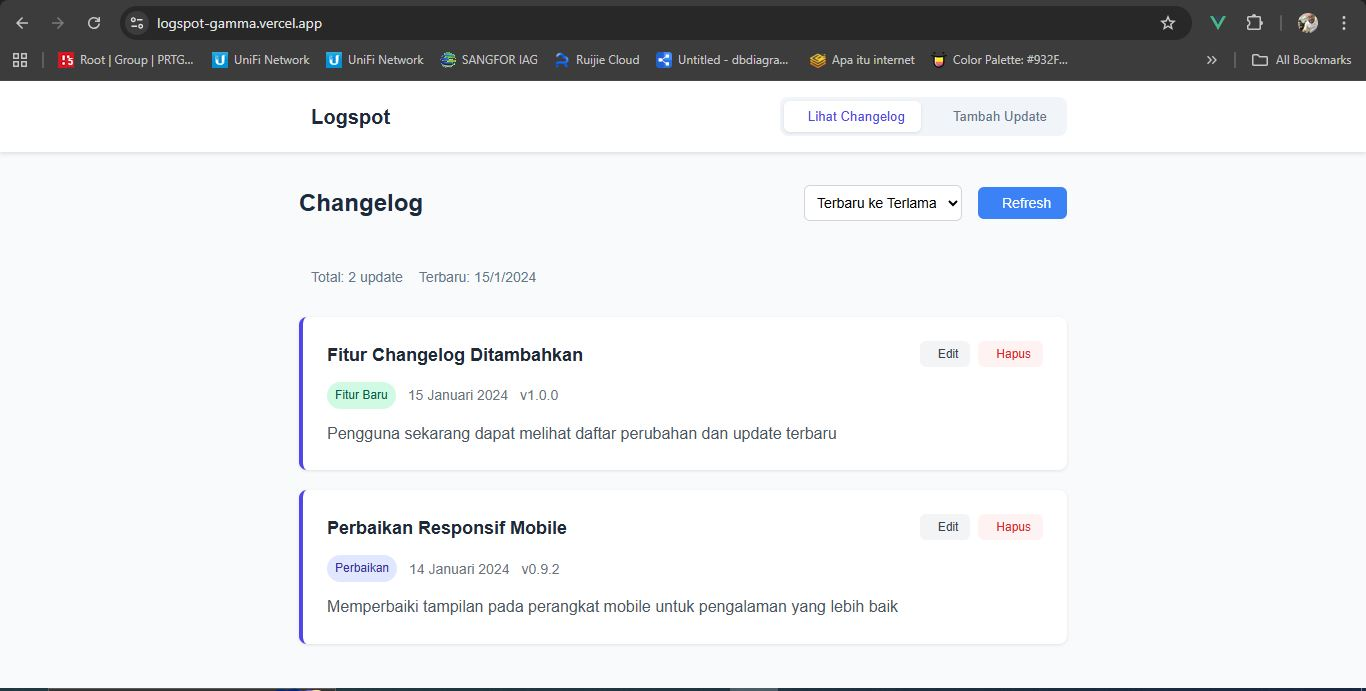 logspot-gamma.vercel.app
Root | Group | PRTG... UniFi Network UniFi Network SANGFOR IAG Ruijie Cloud Untitled - dbdiagra... Apa itu internet Color Palette: #932F... » All Bookmarks
Logspot Lihat Changelog Tambah Update
Changelog Terbaru ke Terlama Refresh
Total: 2 update Terbaru: 15/1/2024
Fitur Changelog Ditambahkan Edit Hapus
Fitur Baru 15 Januari 2024 v1.0.0
Pengguna sekarang dapat melihat daftar perubahan dan update terbaru
Perbaikan Responsif Mobile Edit Hapus
Perbaikan 14 Januari 2024 v0.9.2
Memperbaiki tampilan pada perangkat mobile untuk pengalaman yang lebih baik